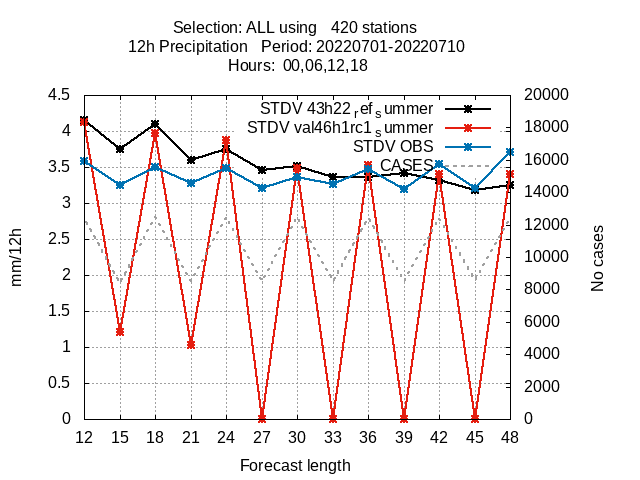 Selection: ALL using   420 stations
12h Precipitation   Period: 20220701-20220710
Hours:  00,06,12,18
STDV 43h22_ref_summer
STDV val46h1rc1_summer
STDV OBS
CASES
4.5
4
3.5
3
2.5
2
1.5
1
0.5
0
20000
18000
16000
14000
12000
10000
8000
6000
4000
2000
0
mm/12h
No cases
12 15 18 21 24 27 30 33 36 39 42 45 48
Forecast length